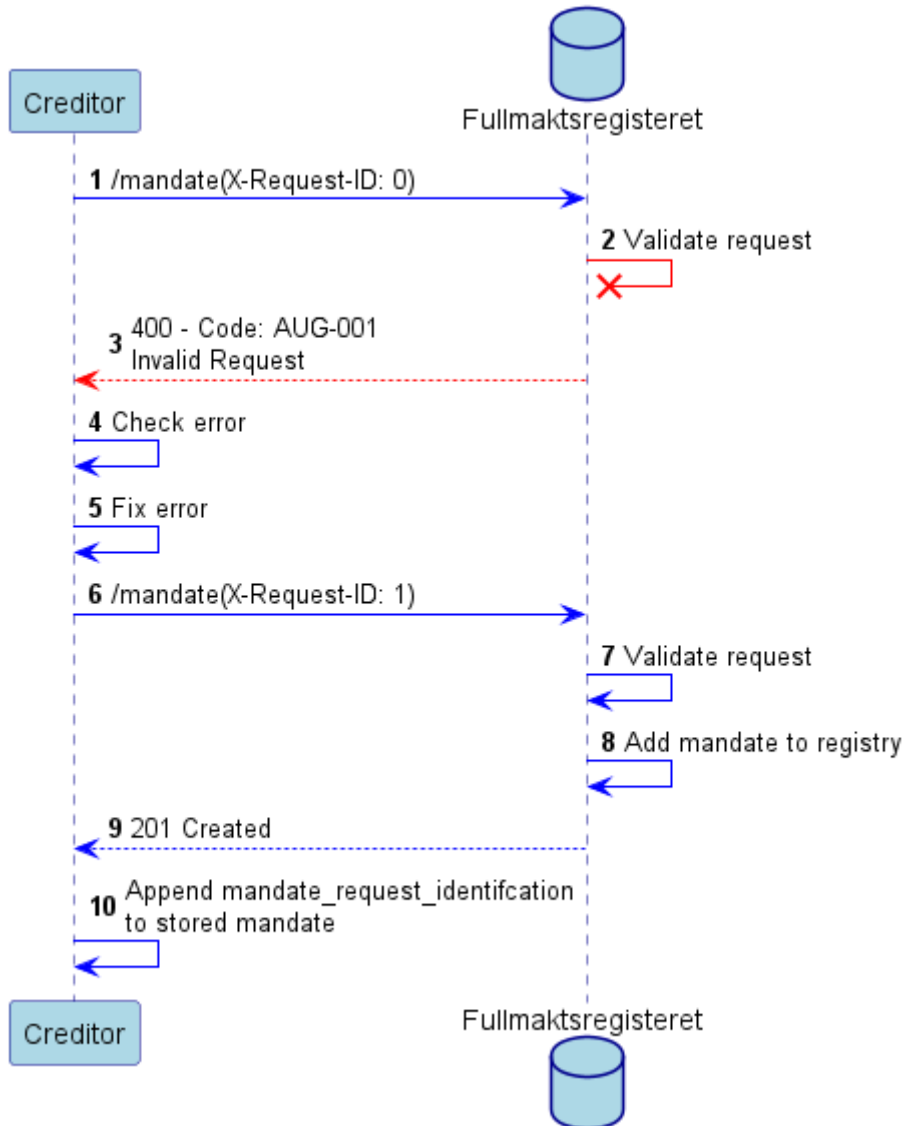 Creditor
Fullmaktsregisteret
1 /mandate(X-Request-ID: 0)
2 Validate request
3 400 - Code: AUG-001
Invalid Request
4 Check error
5 Fix error
6 /mandate(X-Request-ID: 1)
7 Validate request
8 Add mandate to registry
9 201 Created
10 Append mandate_request_identifcation
to stored mandate
Creditor
Fullmaktsregisteret